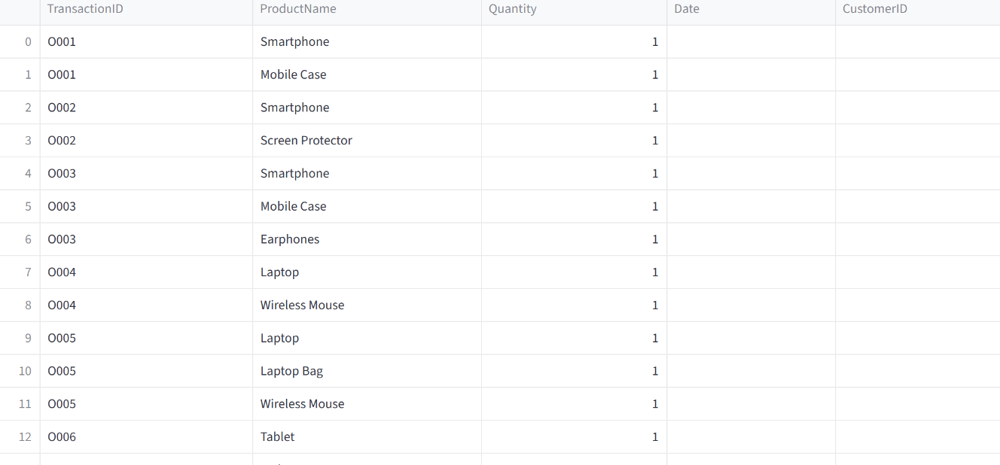 TransactionID ProductName Quantity Date CustomerID
0 O001 Smartphone 1
1 O001 Mobile Case 1
2 O002 Smartphone 1
3 O002 Screen Protector 1
4 O003 Smartphone 1
5 O003 Mobile Case 1
6 O003 Earphones 1
7 O004 Laptop 1
8 O004 Wireless Mouse 1
9 O005 Laptop 1
10 O005 Laptop Bag 1
11 O005 Wireless Mouse 1
12 O006 Tablet 1